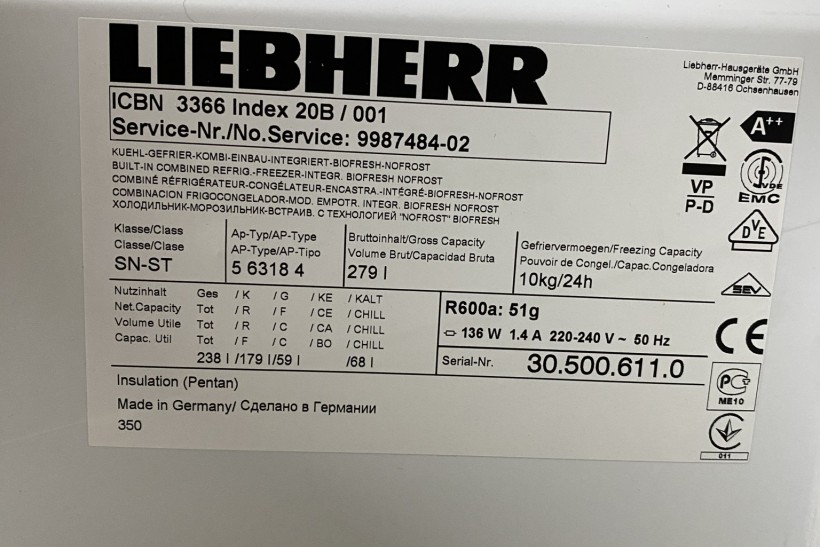 LIEBHERR
Liebherr-Hausgeräte GmbH
Memminger Str. 77-79
D-88416 Ochsenhausen
ICBN 3366 Index 20B / 001
Service-Nr./No.Service: 9987484-02
A++
KUEHL-GEFRIER-KOMBI-EINBAU-INTEGRIERT-BIOFRESH-NOFROST
BUILT-IN COMBINED REFRIG.-FREEZER-INTEGR. BIOFRESH NOFROST
COMBINÉ RÉFRIGÉRATEUR-CONGÉLATEUR-ENCASTRA.-INTÉGRÉ-BIOFRESH-NOFROST
COMBINACION FRIGOCONGELADOR-MOD. EMPOTR. INTEGR. BIOFRESH NOFROST
ХОЛОДИЛЬНИК-МОРОЗИЛЬНИК-ВСТРАИВ. С ТЕХНОЛОГИЕЙ "NOFROST" BIOFRESH
VP
P-D
VDE
EMC
DVE
Klasse/Class
Classe/Clase
SN-ST
Ap-Typ/AP-Type
AP-Type/AP-Tipo
5 6318 4
Bruttoinhalt/Gross Capacity
Volume Brut/Capacidad Bruta
279 l
Gefriervermoegen/Freezing Capacity
Pouvoir de Congel./Capac.Congeladora
10kg/24h
SEV
Nutzinhalt Ges / K / G / KE / KALT
Net.Capacity Tot / R / F / CE / CHILL
Volume Utile Tot / R / C / CA / CHILL
Capac. Util Tot / F / C / BO / CHILL
238 l /179 l /59 l /68 l
R600a: 51g
136 W 1.4 A 220-240 V ~ 50 Hz
Serial-Nr. 30.500.611.0
CE
Insulation (Pentan)
Made in Germany/ Сделано в Германии
350
ME10
011